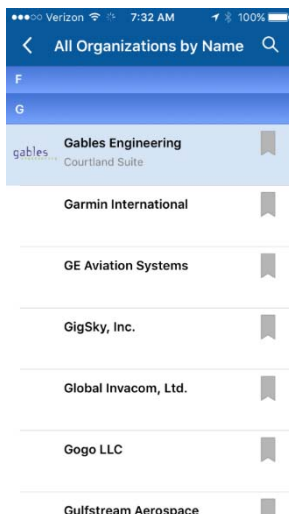 Verizon 7:32 AM 100%
All Organizations by Name
F
G
gables
Gables Engineering
Courtland Suite
Garmin International
GE Aviation Systems
GigSky, Inc.
Global Invacom, Ltd.
Gogo LLC
Gulfstream Aerospace